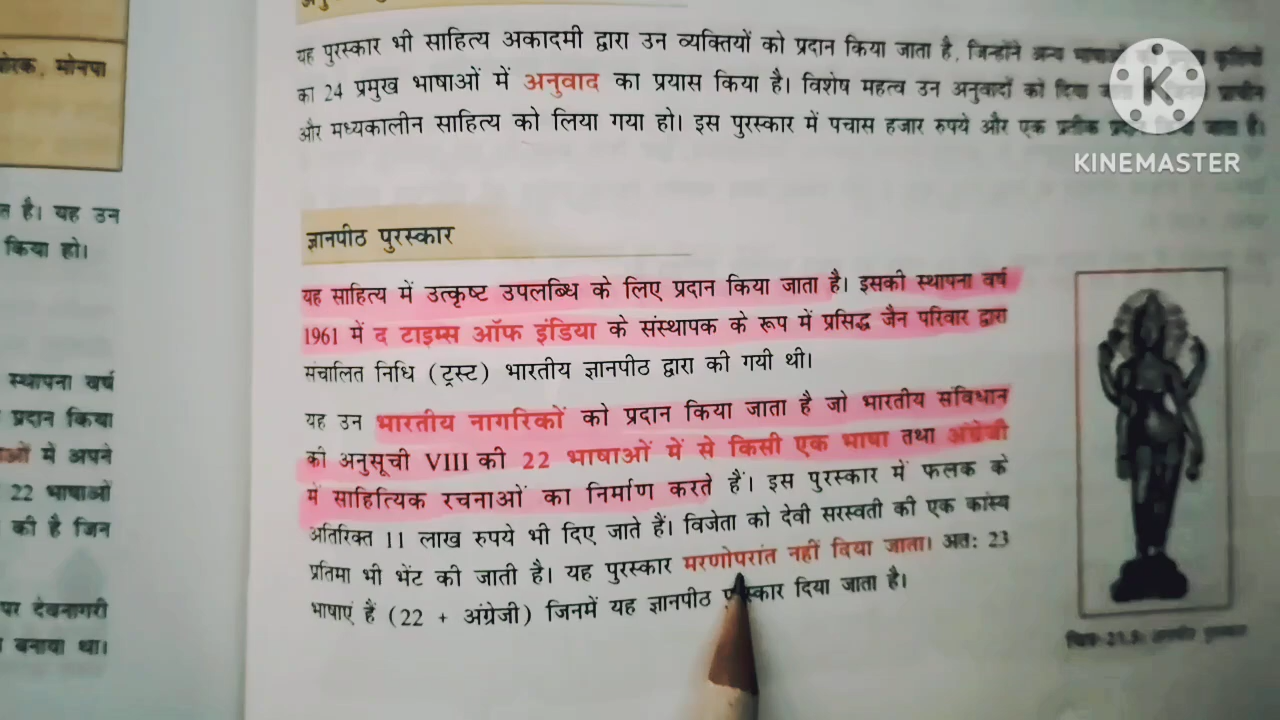 यह पुरस्कार भी साहित्य अकादमी द्वारा उन व्यक्तियों को प्रदान किया जाता है, जिन्होंने अन्य
का 24 प्रमुख भाषाओं में अनुवाद का प्रयास किया है। विशेष महत्व उन अनुवादों को दिया
और मध्यकालीन साहित्य को लिया गया हो। इस पुरस्कार में पचास हजार रुपये और एक प्रतीक
KINEMASTER
मोनपा
त है। यह उन
किया हो।
स्थापना वर्ष
प्रदान किया
में अपने
22 भाषाओं
की है जिन
पर देवनागरी
बनाया था।
ज्ञानपीठ पुरस्कार
यह साहित्य में उत्कृष्ट उपलब्धि के लिए प्रदान किया जाता है। इसकी स्थापना वर्ष
1961 में द टाइम्स ऑफ इंडिया के संस्थापक के रूप में प्रसिद्ध जैन परिवार द्वारा
संचालित निधि (ट्रस्ट) भारतीय ज्ञानपीठ द्वारा की गयी थी।
यह उन भारतीय नागरिकों को प्रदान किया जाता है जो भारतीय संविधान
की अनुसूची VIII की 22 भाषाओं में से किसी एक भाषा तथा अंग्रेजी
में साहित्यिक रचनाओं का निर्माण करते हैं। इस पुरस्कार में फलक के
अतिरिक्त 11 लाख रुपये भी दिए जाते हैं। विजेता को देवी सरस्वती की एक कांस्य
प्रतिमा भी भेंट की जाती है। यह पुरस्कार मरणोपरांत नहीं दिया जाता। अतः 23
भाषाएं हैं (22 + अंग्रेजी) जिनमें यह ज्ञानपीठ पुरस्कार दिया जाता है।